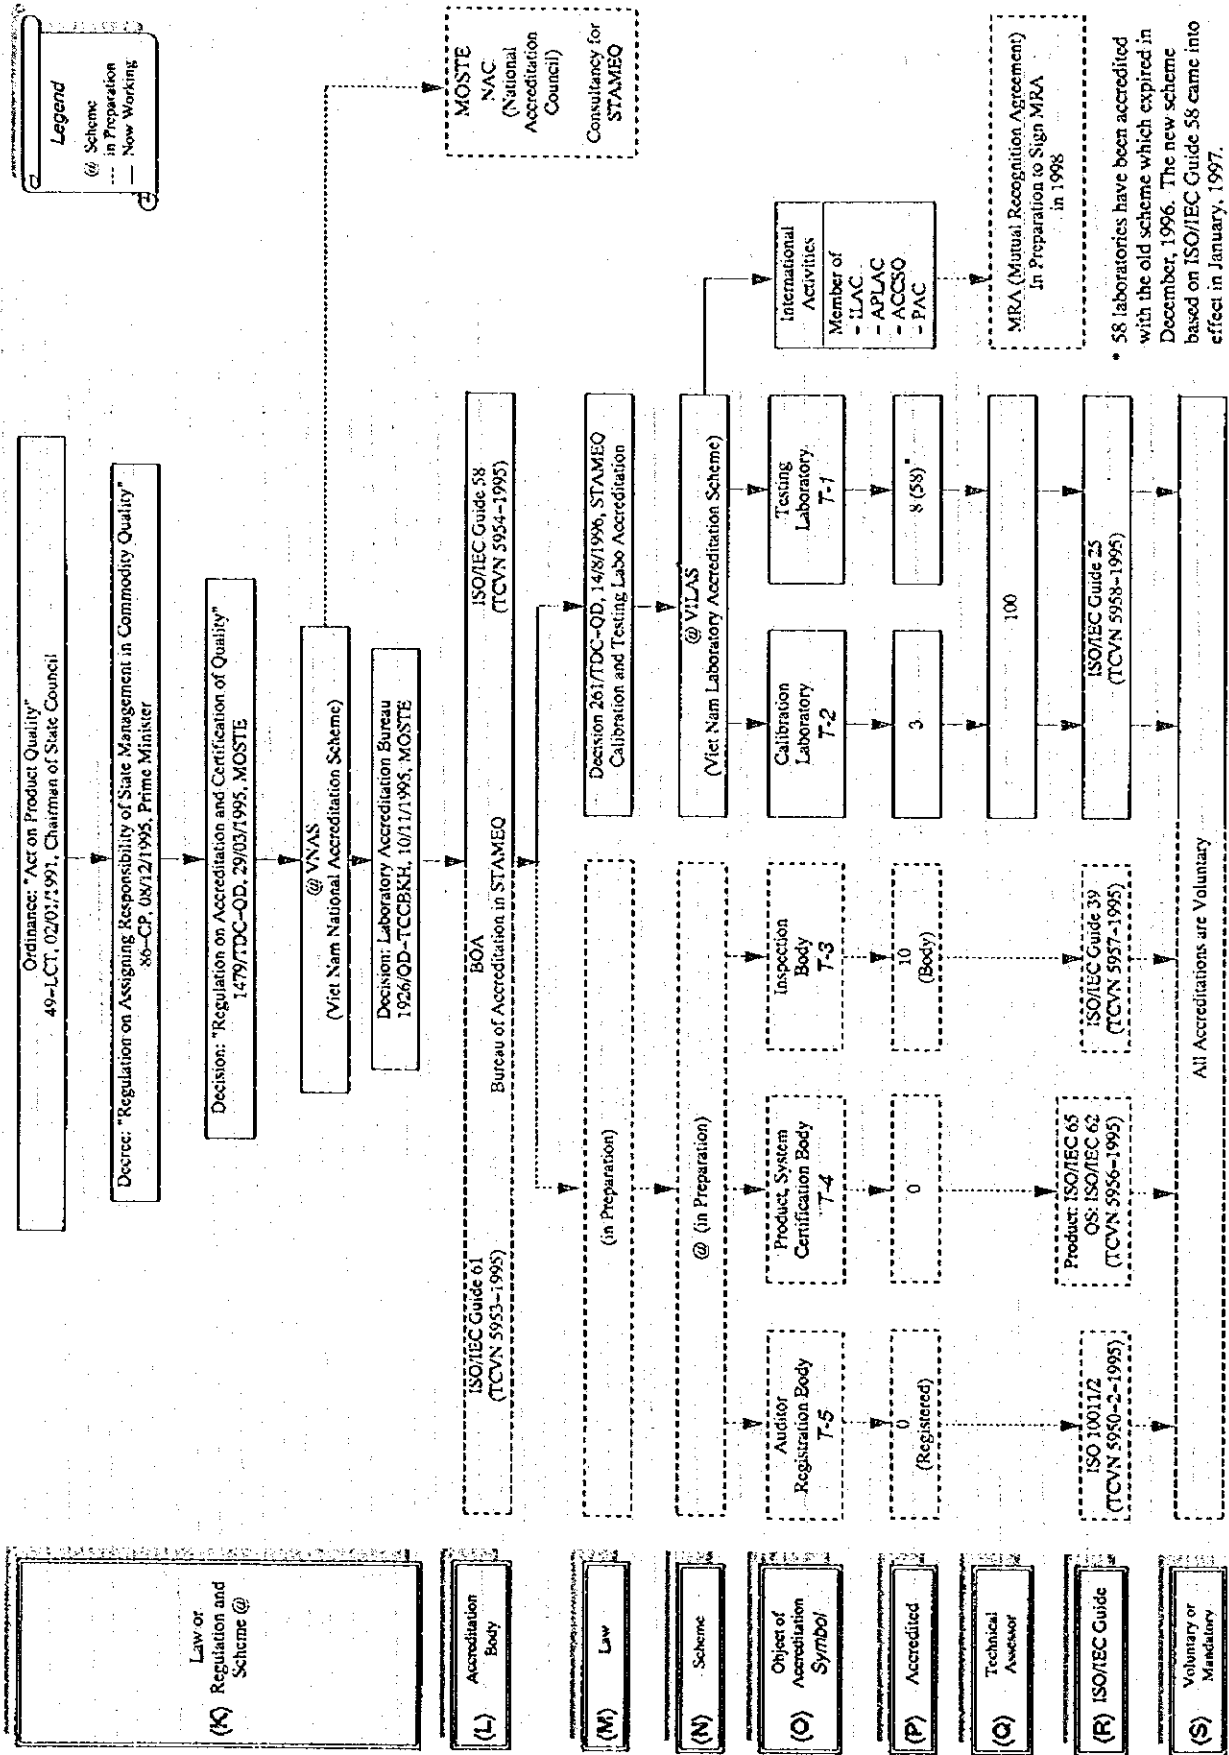 Legend
@ Scheme
--- in Preparation
— Now Working
(K) Law or
Regulation and
Scheme @
Ordinance: "Act on Product Quality"
49-LCT, 02/01/1991, Chairman of State Council
Decree: "Regulation on Assigning Responsibility of State Management in Commodity Quality"
86-CP, 08/12/1995, Prime Minister
Decision: "Regulation on Accreditation and Certification of Quality"
1479/TDC-QD, 29/03/1995, MOSTE
@ VNAS
(Viet Nam National Accreditation Scheme)
Decision: Laboratory Accreditation Bureau
1926/QD-TCCBKH, 10/11/1995, MOSTE
MOSTE
NAC
(National
Accreditation
Council)
Consultancy for
STAMEQ
(L) Accreditation
Body
ISO/IEC Guide 61
(TCVN 5953-1995)
BOA
Bureau of Accreditation in STAMEQ
ISO/IEC Guide 58
(TCVN 5954-1995)
(M) Law
(in Preparation)
Decision 261/TDC-QD, 14/8/1996, STAMEQ
Calibration and Testing Labo Accreditation
(N) Scheme
@ (in Preparation)
@ VILAS
(Viet Nam Laboratory Accreditation Scheme)
(O) Object of
Accreditation
Symbol
Auditor
Registration Body
T-5
Product, System
Certification Body
T-4
Inspection
Body
T-3
Calibration
Laboratory
T-2
Testing
Laboratory
T-1
International
Activities
Member of
- ILAC
- APLAC
- ACCSQ
- PAC
(P) Accredited
0
(Registered)
0
10
(Body)
3
8 (58)*
(Q) Technical
Assessor
100
MRA (Mutual Recognition Agreement)
In Preparation to Sign MRA
in 1998
(R) ISO/IEC Guide
ISO 10011/2
(TCVN 5950-2-1995)
Product: ISO/IEC 65
QS: ISO/IEC 62
(TCVN 5956-1995)
ISO/IEC Guide 39
(TCVN 5957-1995)
ISO/IEC Guide 25
(TCVN 5958-1995)
(S) Voluntary or
Mandatory
All Accreditations are Voluntary
* 58 laboratories have been accredited
with the old scheme which expired in
December, 1996. The new scheme
based on ISO/IEC Guide 58 came into
effect in January, 1997.